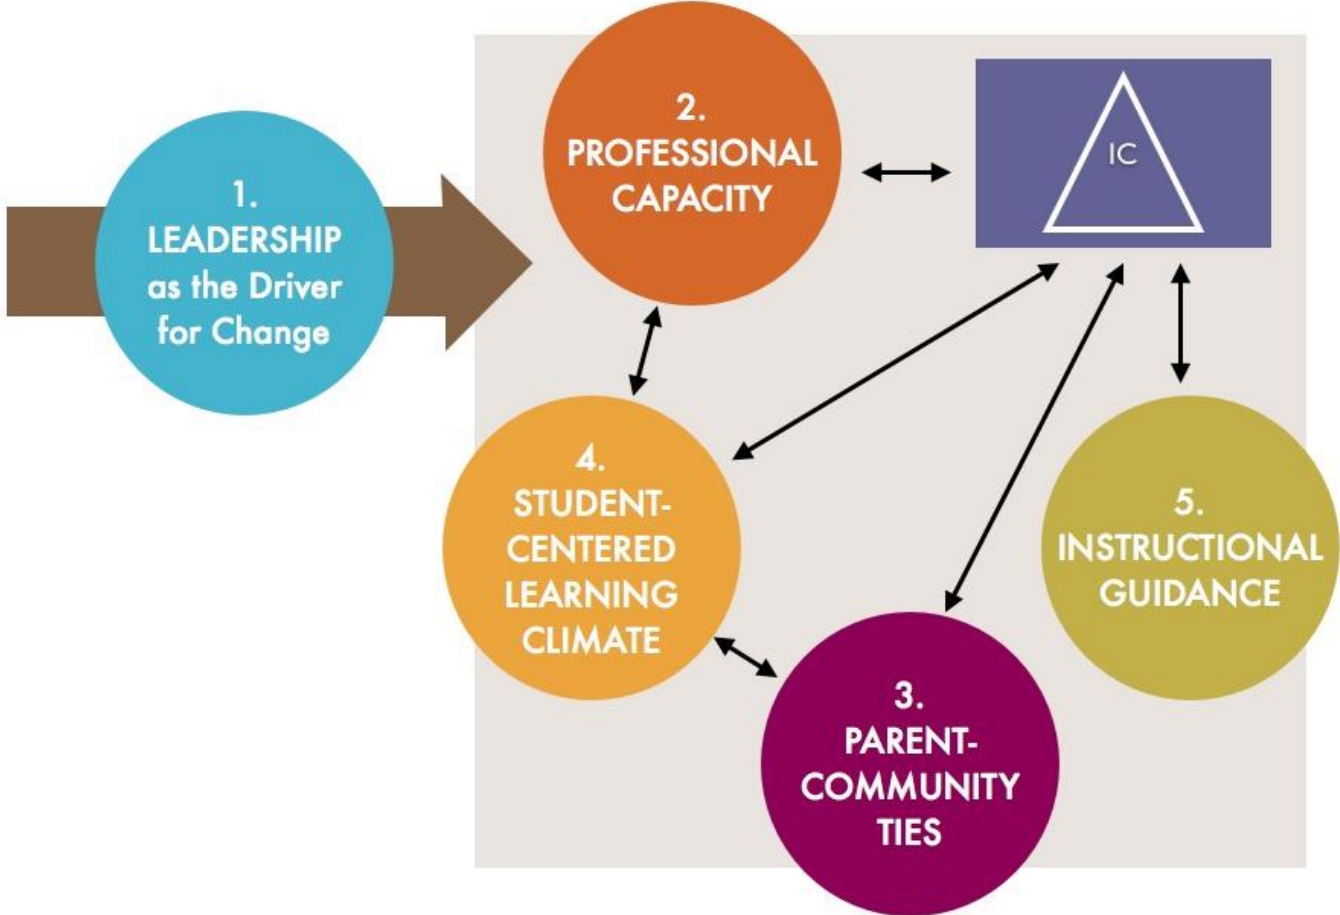 1.
LEADERSHIP
as the Driver
for Change
2.
PROFESSIONAL
CAPACITY
IC
4.
STUDENT-
CENTERED
LEARNING
CLIMATE
5.
INSTRUCTIONAL
GUIDANCE
3.
PARENT-
COMMUNITY
TIES